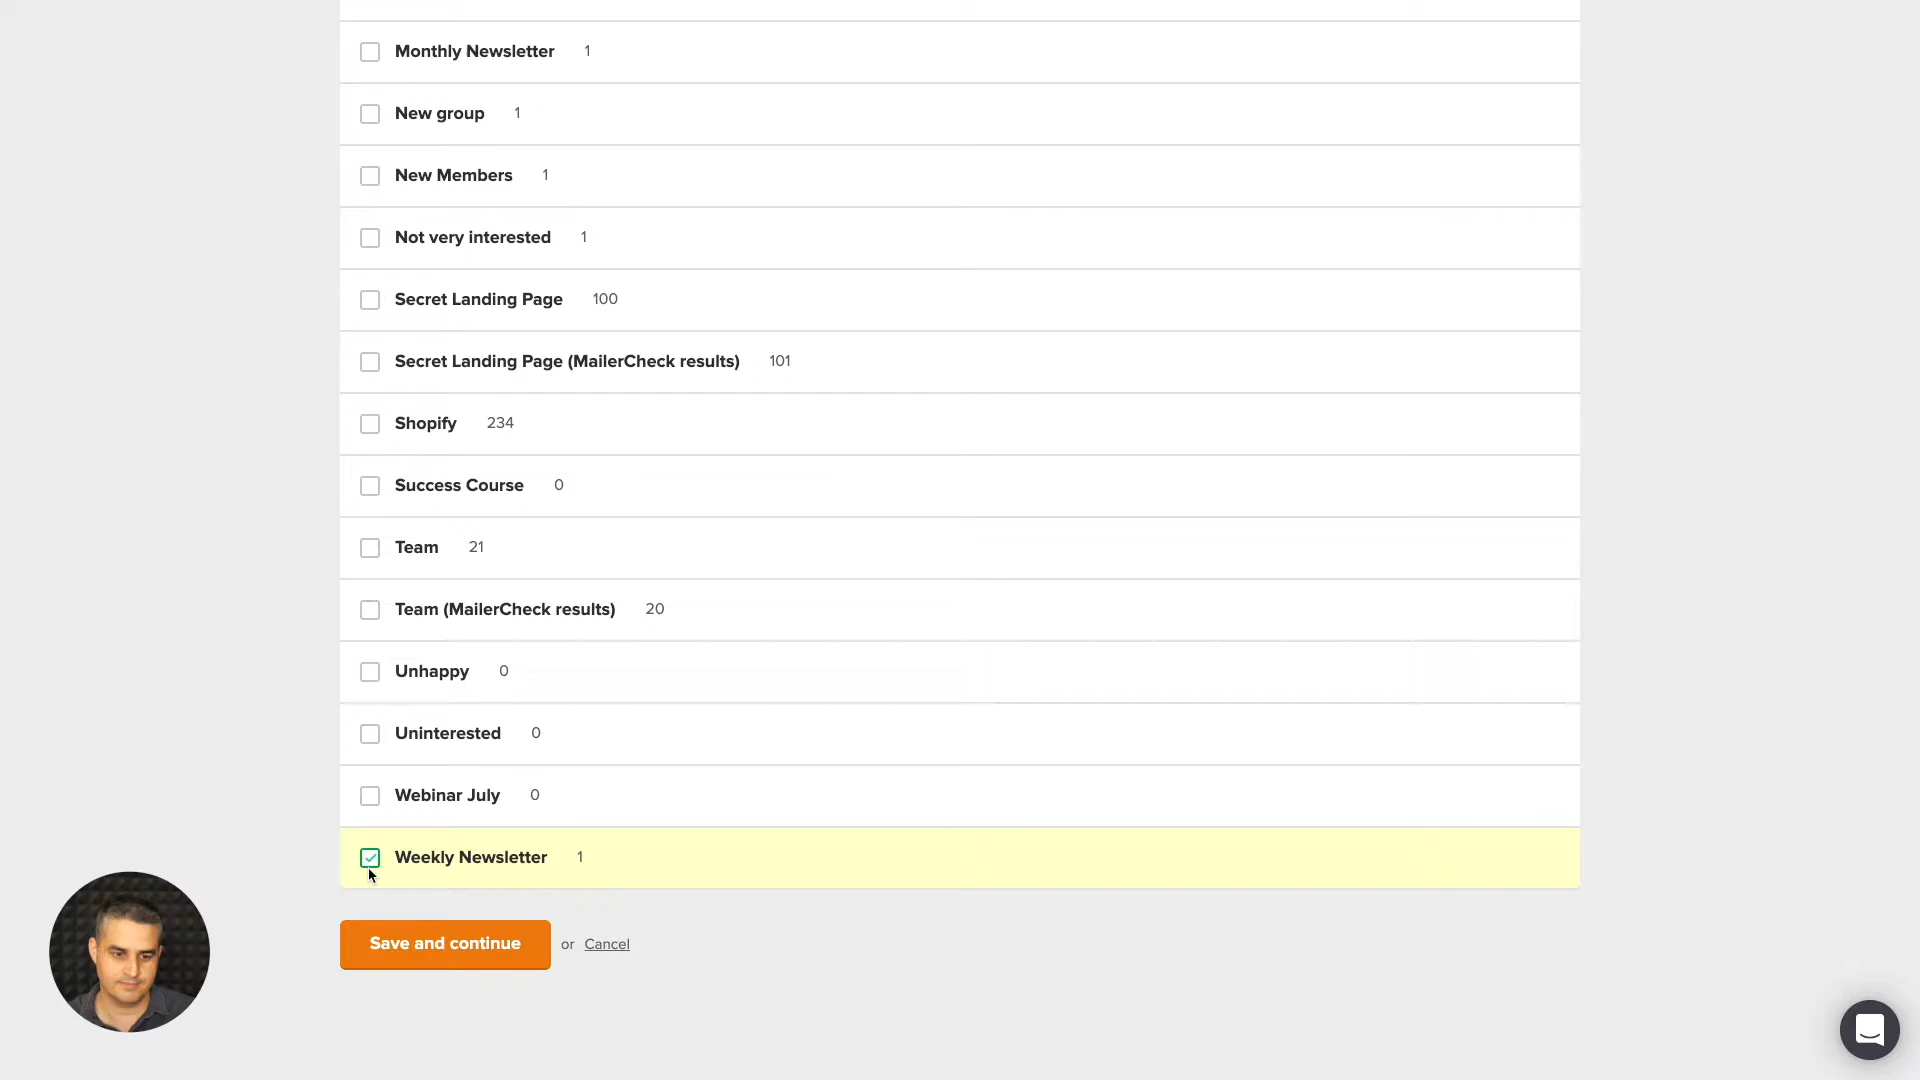 Monthly Newsletter 1
New group 1
New Members 1
Not very interested 1
Secret Landing Page 100
Secret Landing Page (MailerCheck results) 101
Shopify 234
Success Course 0
Team 21
Team (MailerCheck results) 20
Unhappy 0
Uninterested 0
Webinar July 0
Weekly Newsletter 1
Save and continue or Cancel